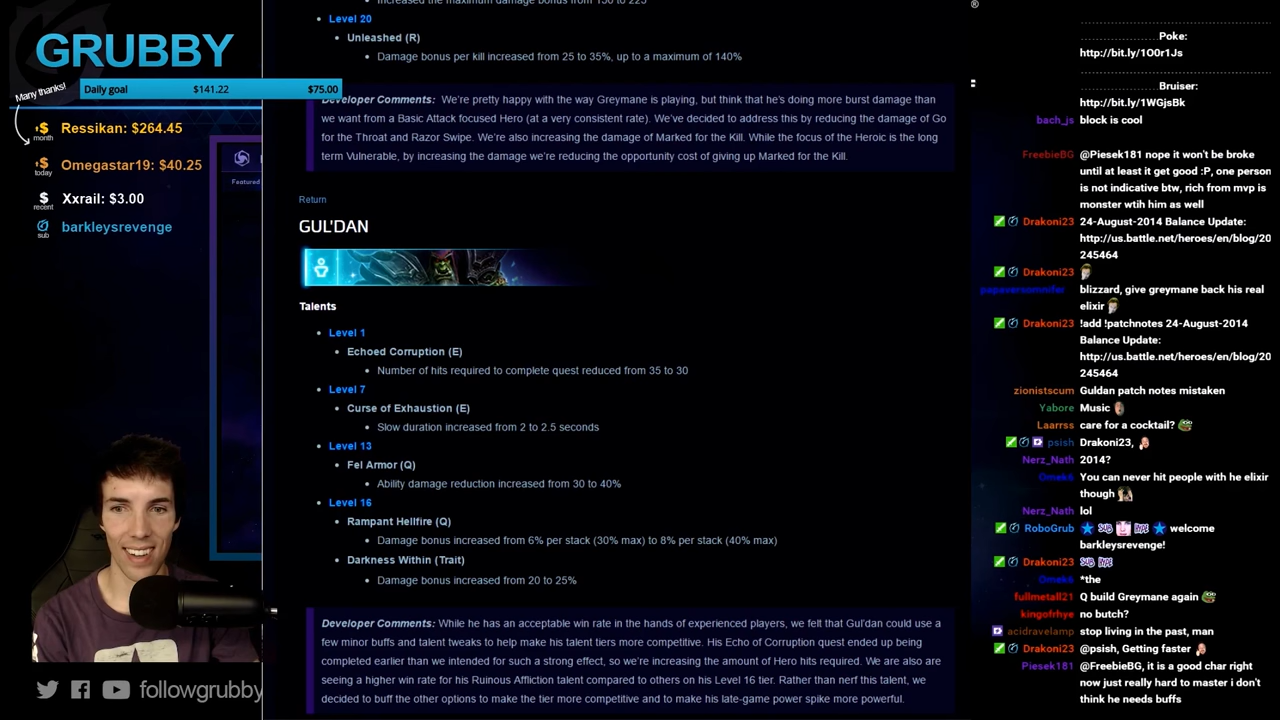 GRUBBY
Many thanks!
Daily goal $141.22 $75.00
month Ressikan: $264.45
today Omegastar19: $40.25
recent Xxrail: $3.00
sub barkleysrevenge
Featured
followgrubby
Level 20
Unleashed (R)
Damage bonus per kill increased from 25 to 35%, up to a maximum of 140%
Developer Comments: We're pretty happy with the way Greymane is playing, but think that he's doing more burst damage than
we want from a Basic Attack focused Hero (at a very consistent rate). We've decided to address this by reducing the damage of Go
for the Throat and Razor Swipe. We're also increasing the damage of Marked for the Kill. While the focus of the Heroic is the long
term Vulnerable, by increasing the damage we're reducing the opportunity cost of giving up Marked for the Kill.
Return
GUL'DAN
Talents
Level 1
Echoed Corruption (E)
Number of hits required to complete quest reduced from 35 to 30
Level 7
Curse of Exhaustion (E)
Slow duration increased from 2 to 2.5 seconds
Level 13
Fel Armor (Q)
Ability damage reduction increased from 30 to 40%
Level 16
Rampant Hellfire (Q)
Damage bonus increased from 6% per stack (30% max) to 8% per stack (40% max)
Darkness Within (Trait)
Damage bonus increased from 20 to 25%
Developer Comments: While he has an acceptable win rate in the hands of experienced players, we felt that Gul'dan could use a
few minor buffs and talent tweaks to help make his talent tiers more competitive. His Echo of Corruption quest ended up being
completed earlier than we intended for such a strong effect, so we're increasing the amount of Hero hits required. We are also are
seeing a higher win rate for his Ruinous Affliction talent compared to others on his Level 16 tier. Rather than nerf this talent, we
decided to buff the other options to make the tier more competitive and to make his late-game power spike more powerful.
Poke:
http://bit.ly/1O0r1Js
Bruiser:
http://bit.ly/1WGjsBk
bach_js block is cool
FreebieBG @Piesek181 nope it won't be broke
until at least it get good :P, one person
is not indicative btw, rich from mvp is
monster wtih him as well
Drakoni23 24-August-2014 Balance Update:
http://us.battle.net/heroes/en/blog/20
245464
Drakoni23
papaversomnifer blizzard, give greymane back his real
elixir
Drakoni23 !add !patchnotes 24-August-2014
Balance Update:
http://us.battle.net/heroes/en/blog/20
245464
zionistscum Guldan patch notes mistaken
Yabore Music
Laarrss care for a cocktail?
psish Drakoni23,
Nerz_Nath 2014?
Omek6 You can never hit people with he elixir
though
Nerz_Nath lol
RoboGrub SUB HYPE welcome
barkleysrevenge!
Drakoni23 SUB HYPE
Omek6 *the
fullmetall21 Q build Greymane again
kingofrhye no butch?
acidravelamp stop living in the past, man
Drakoni23 @psish, Getting faster
Piesek181 @FreebieBG, it is a good char right
now just really hard to master i don't
think he needs buffs